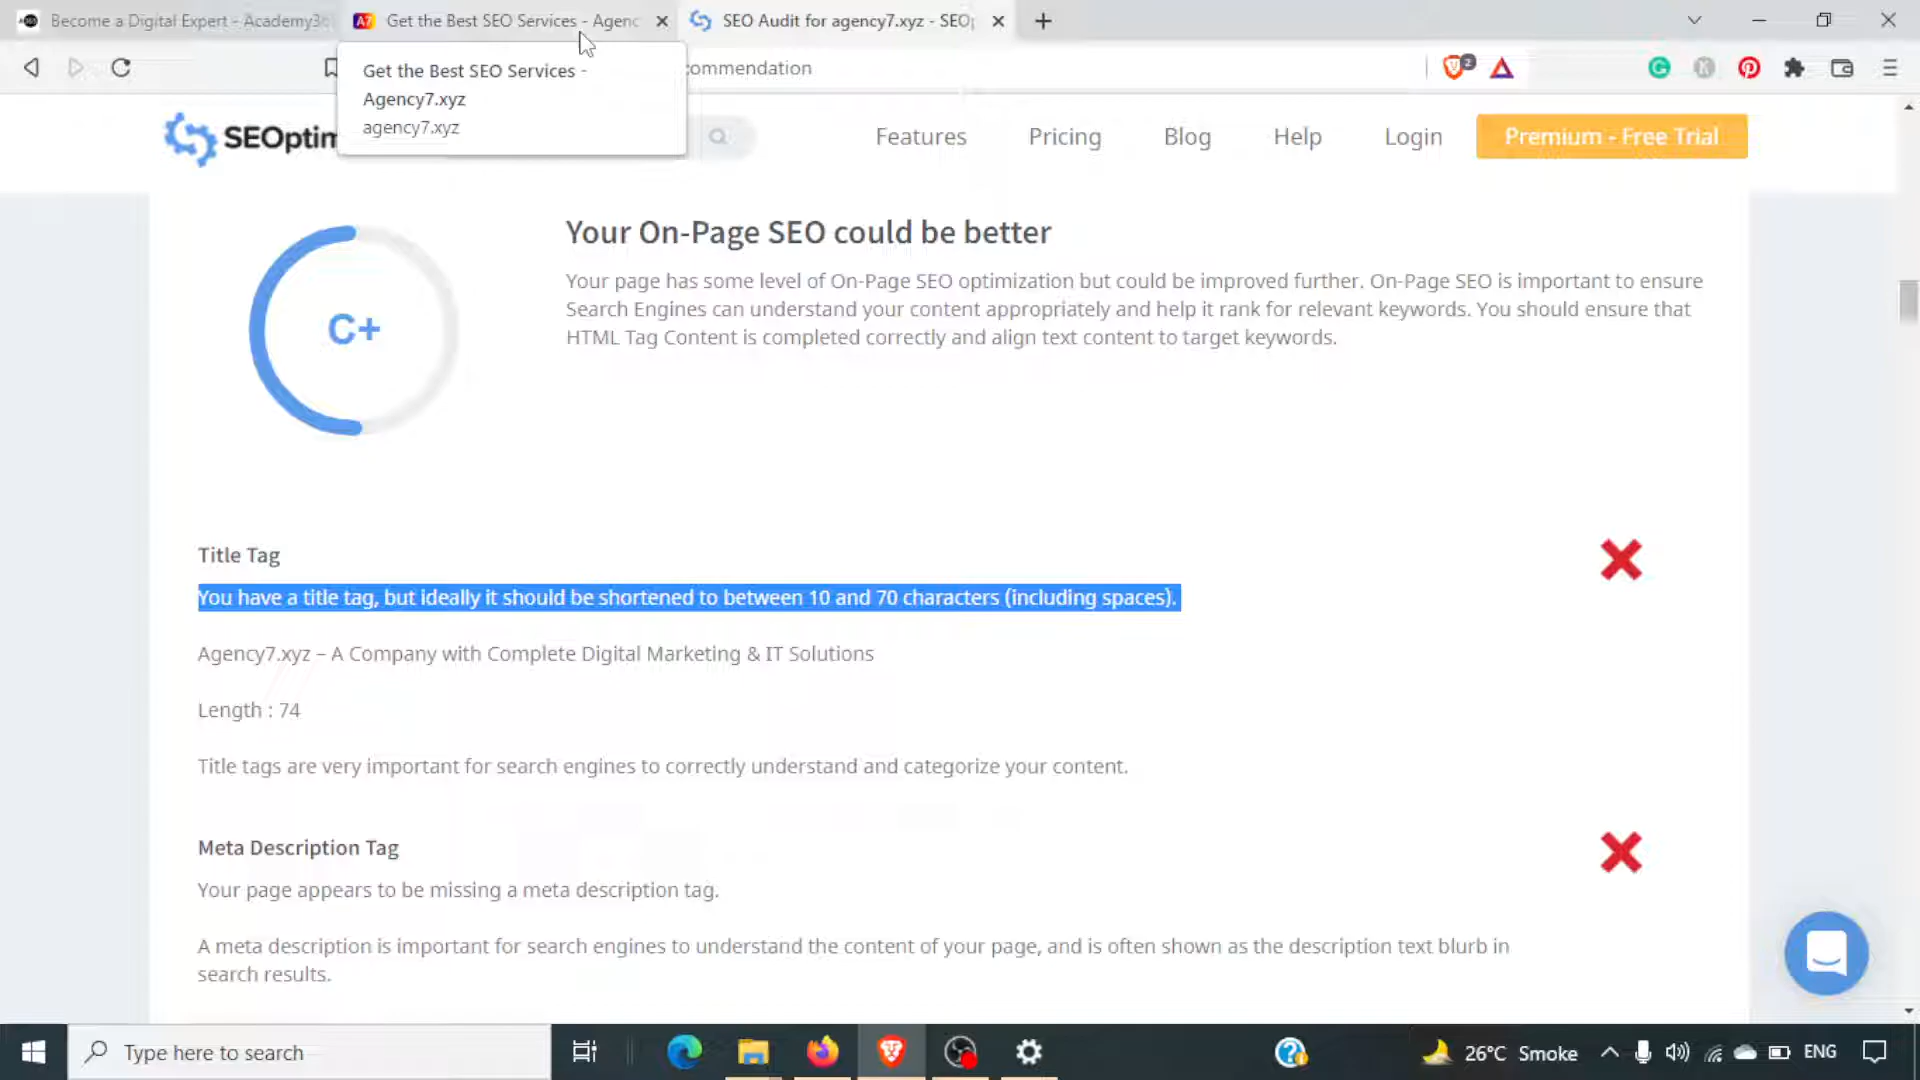 Become a Digital Expert - Academy3
A7 Get the Best SEO Services - Agenc
SEO Audit for agency7.xyz - SEO
Get the Best SEO Services -
Agency7.xyz
agency7.xyz
ommendation
2
SEOptim
Features
Pricing
Blog
Help
Login
Premium - Free Trial
C+
Your On-Page SEO could be better
Your page has some level of On-Page SEO optimization but could be improved further. On-Page SEO is important to ensure
Search Engines can understand your content appropriately and help it rank for relevant keywords. You should ensure that
HTML Tag Content is completed correctly and align text content to target keywords.
Title Tag
You have a title tag, but ideally it should be shortened to between 10 and 70 characters (including spaces).
Agency7.xyz – A Company with Complete Digital Marketing & IT Solutions
Length : 74
Title tags are very important for search engines to correctly understand and categorize your content.
Meta Description Tag
Your page appears to be missing a meta description tag.
A meta description is important for search engines to understand the content of your page, and is often shown as the description text blurb in
search results.
Type here to search
26°C Smoke
ENG